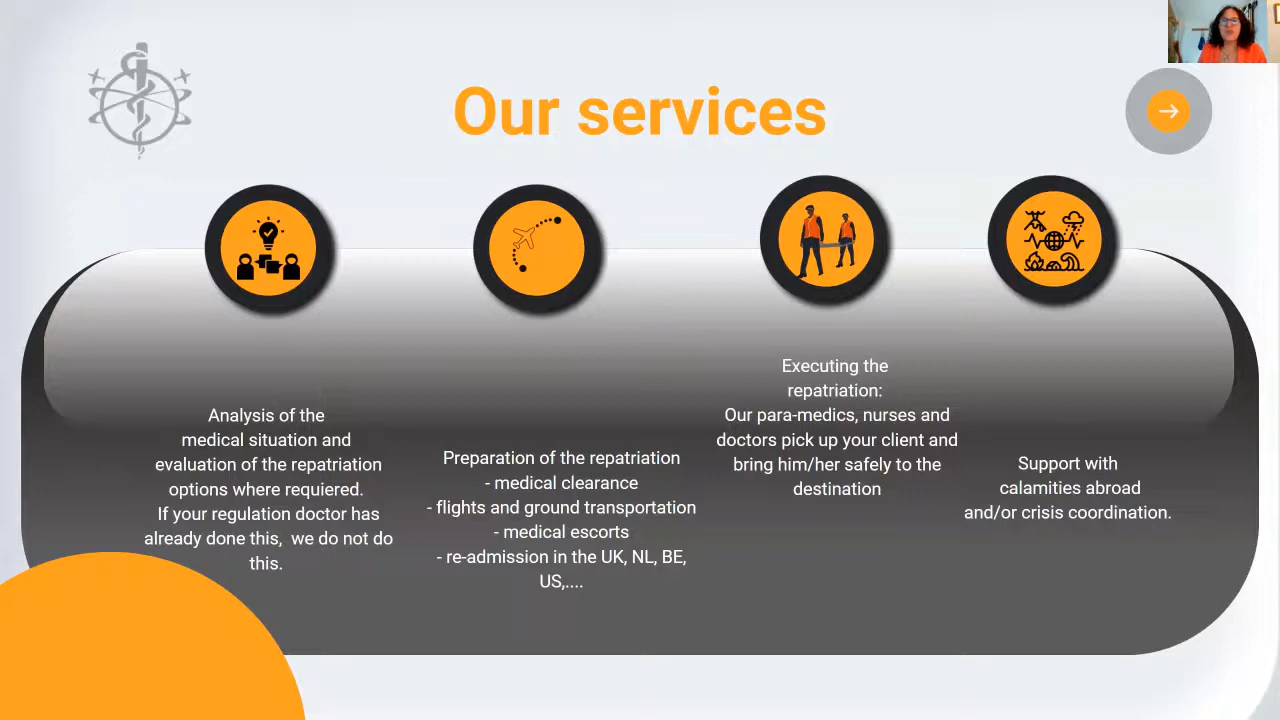 Our services
Analysis of the
medical situation and
evaluation of the repatriation
options where requiered.
If your regulation doctor has
already done this, we do not do
this.
Preparation of the repatriation
- medical clearance
- flights and ground transportation
- medical escorts
- re-admission in the UK, NL, BE,
US,....
Executing the
repatriation:
Our para-medics, nurses and
doctors pick up your client and
bring him/her safely to the
destination
Support with
calamities abroad
and/or crisis coordination.